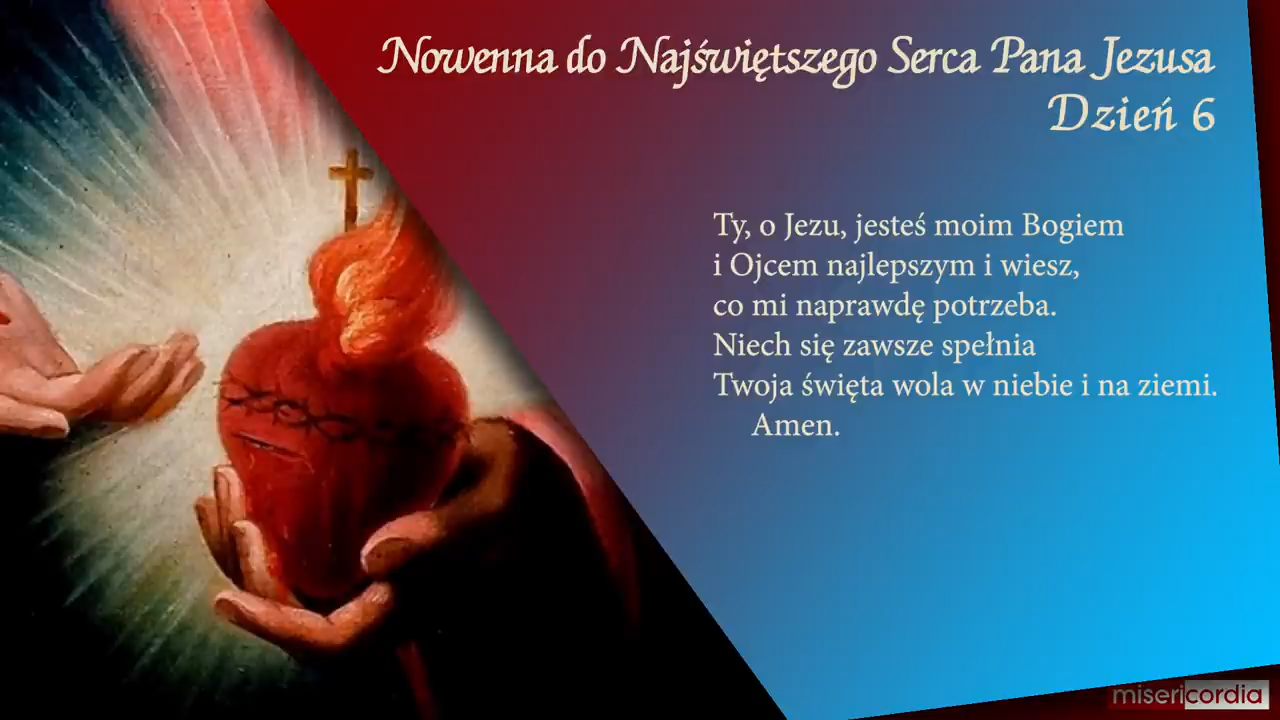 Nowenna do Najświętszego Serca Pana Jezusa
Dzień 6
Ty, o Jezu, jesteś moim Bogiem
i Ojcem najlepszym i wiesz,
co mi naprawdę potrzeba.
Niech się zawsze spełnia
Twoja święta wola w niebie i na ziemi.
Amen.
misericordia